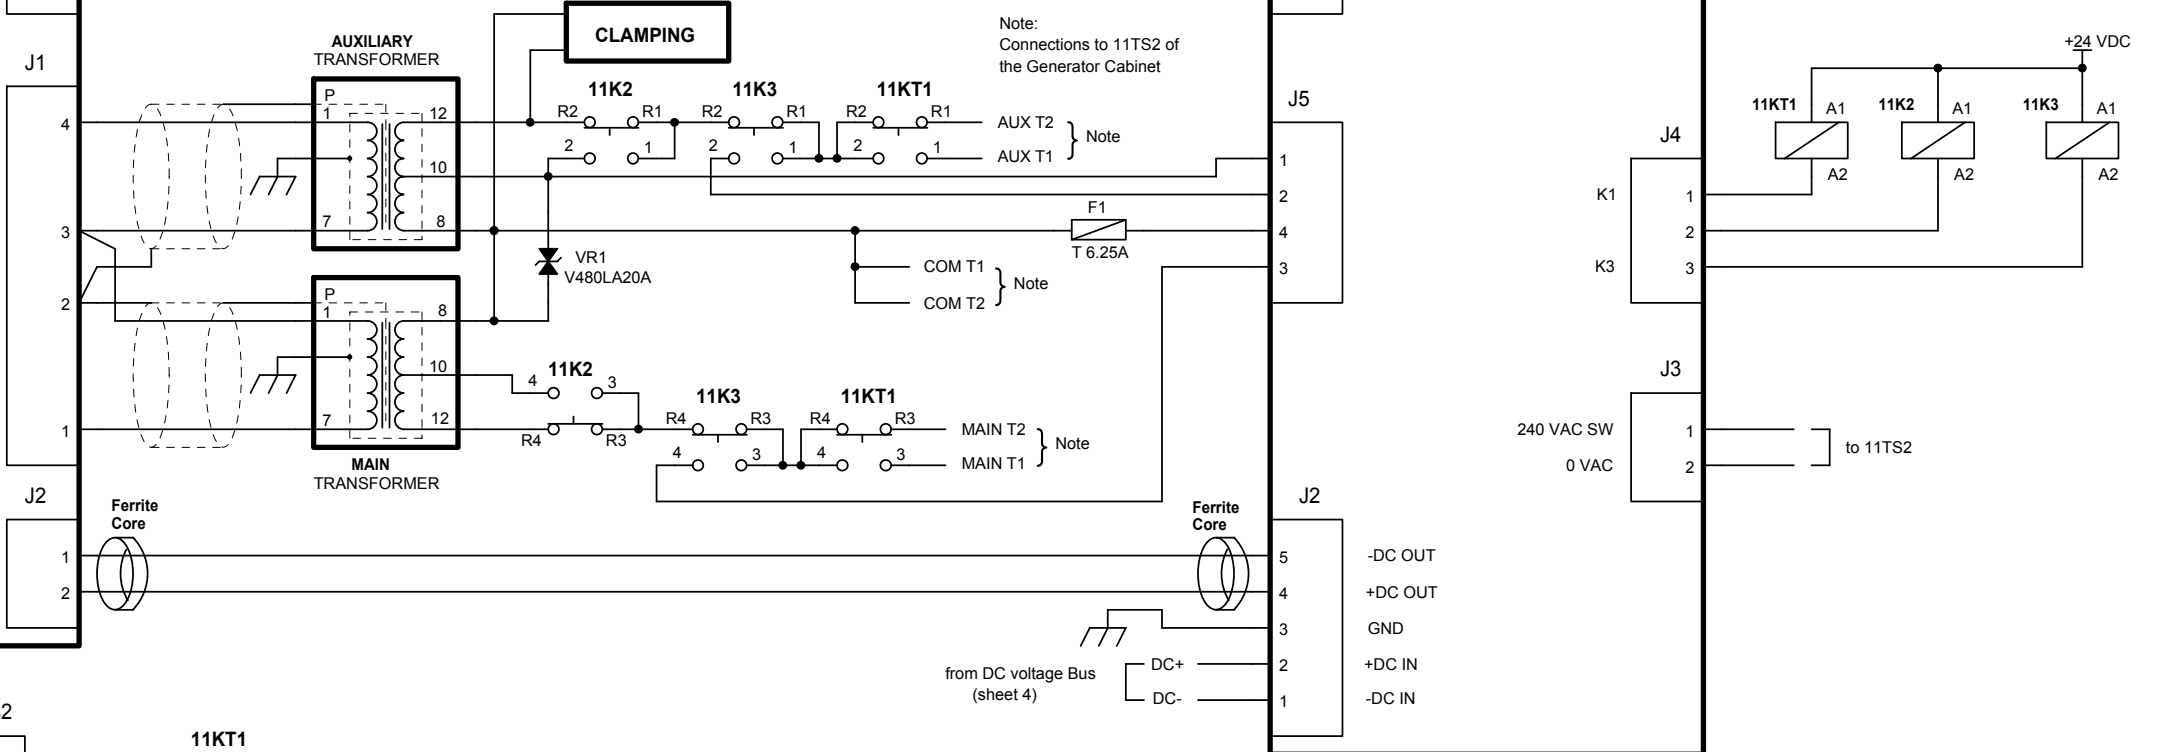 J1
4
3
2
1
J2
1
2
Ferrite
Core
AUXILIARY
TRANSFORMER
P
1
7
12
10
8
P
1
7
8
10
12
MAIN
TRANSFORMER
CLAMPING
Note:
Connections to 11TS2 of
the Generator Cabinet
11K2
R2 R1
2 1
11K3
R2 R1
2 1
11KT1
R2 R1
2 1
AUX T2
AUX T1
Note
VR1
V480LA20A
F1
T 6.25A
COM T1
COM T2
Note
11K2
4 3
R4 R3
11K3
R4 R3
4 3
11KT1
R4 R3
4 3
MAIN T2
MAIN T1
Note
J5
1
2
4
3
Ferrite
Core
J2
5 -DC OUT
4 +DC OUT
3 GND
2 +DC IN
1 -DC IN
from DC voltage Bus
(sheet 4)
DC+
DC-
+24 VDC
11KT1 A1
A2
11K2 A1
A2
11K3 A1
A2
J4
K1 1
2
K3 3
J3
240 VAC SW 1
0 VAC 2
to 11TS2
2
11KT1